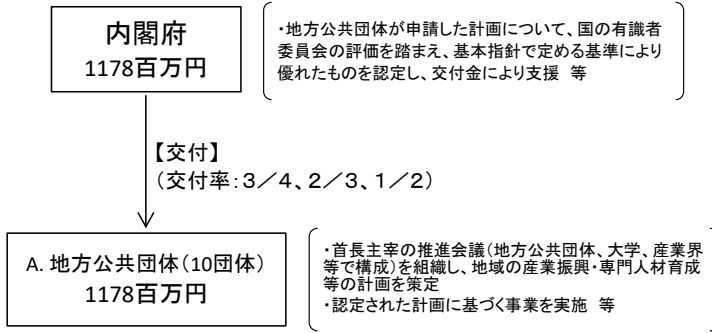 内閣府
1178百万円
・地方公共団体が申請した計画について、国の有識者
委員会の評価を踏まえ、基本指針で定める基準により
優れたものを認定し、交付金により支援　等
【交付】
（交付率：３／４、２／３、１／２）
A. 地方公共団体（10団体）
1178百万円
・首長主宰の推進会議（地方公共団体、大学、産業界
等で構成）を組織し、地域の産業振興・専門人材育成
等の計画を策定
・認定された計画に基づく事業を実施　等